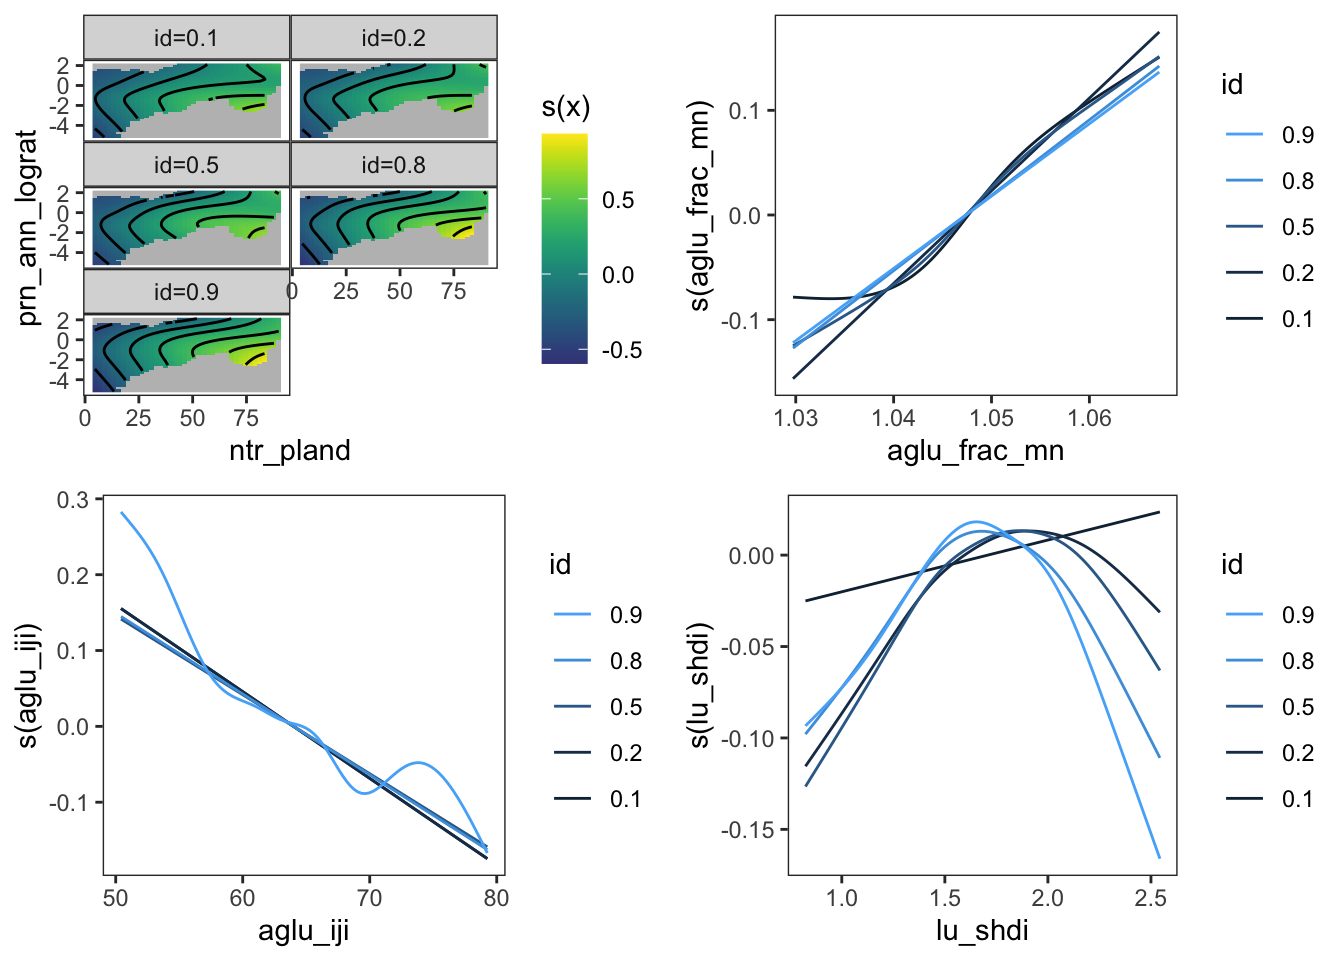 id=0.1 id=0.2
2
0
-2
-4
id=0.5 id=0.8
2
0
-2
-4
0 25 50 75
id=0.9
2
0
-2
-4
0 25 50 75
ntr_pland
prn_ann_lograt
s(x)
0.5
0.0
-0.5
s(aglu_frac_mn)
0.1
0.0
-0.1
1.03 1.04 1.05 1.06
aglu_frac_mn
id
0.9
0.8
0.5
0.2
0.1
s(aglu_iji)
0.3
0.2
0.1
0.0
-0.1
50 60 70 80
aglu_iji
id
0.9
0.8
0.5
0.2
0.1
s(lu_shdi)
0.00
-0.05
-0.10
-0.15
1.0 1.5 2.0 2.5
lu_shdi
id
0.9
0.8
0.5
0.2
0.1